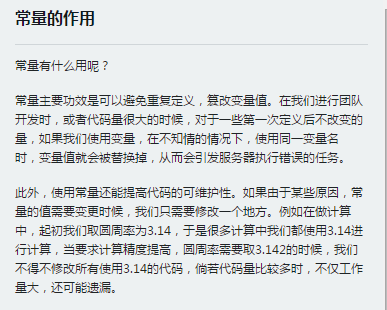 常量的作用
常量有什么用呢？
常量主要功效是可以避免重复定义，篡改变量值。在我们进行团队
开发时，或者代码量很大的时候，对于一些第一次定义后不改变的
量，如果我们使用变量，在不知情的情况下，使用同一变量名
时，变量值就会被替换掉，从而会引发服务器执行错误的任务。
此外，使用常量还能提高代码的可维护性。如果由于某些原因，常
量的值需要变更时候，我们只需要修改一个地方。例如在做计算
中，起初我们取圆周率为3.14，于是很多计算中我们都使用3.14进
行计算，当要求计算精度提高，圆周率需要取3.142的时候，我们
不得不修改所有使用3.14的代码，倘若代码量比较多时，不仅工作
量大，还可能遗漏。